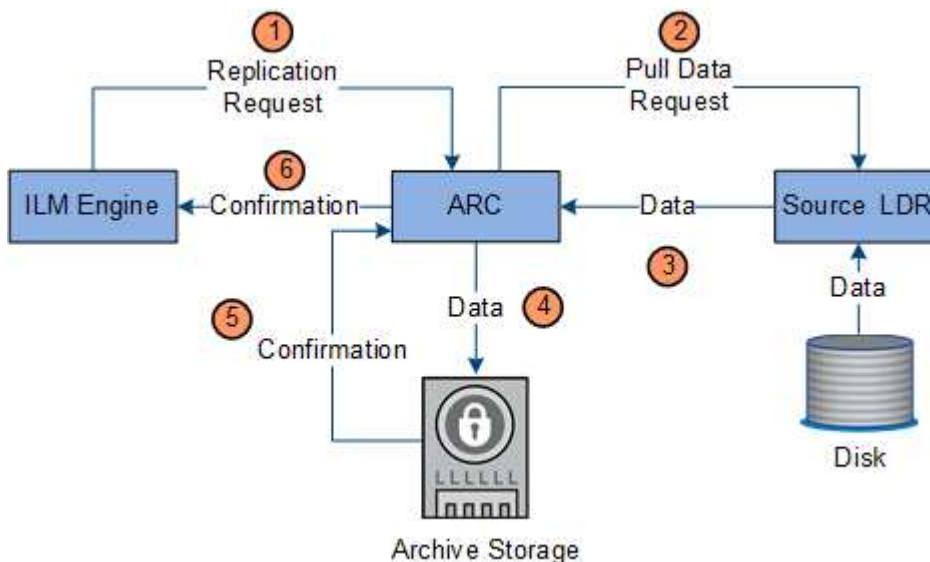 1
Replication
Request
2
Pull Data
Request
6
ILM Engine
Confirmation
ARC
Data
Source LDR
3
5
Confirmation
Data
4
Data
LLLLLL
Disk
Archive Storage